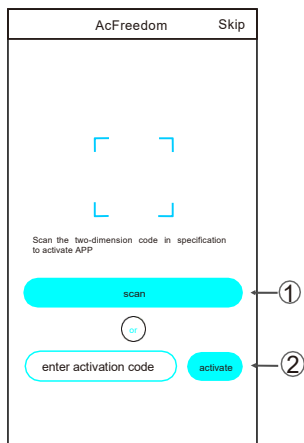 AcFreedom Skip
Scan the two-dimension code in specification
to activate APP
scan
①
or
enter activation code activate
②